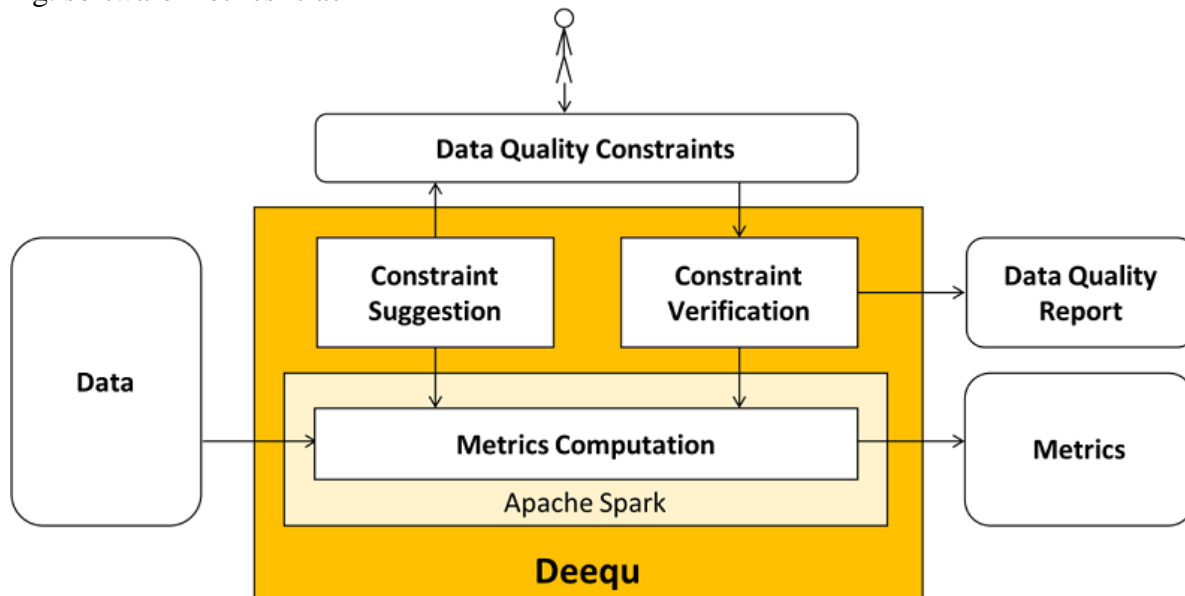 Data Quality Constraints
Constraint
Suggestion
Constraint
Verification
Data Quality
Report
Data
Metrics Computation
Metrics
Apache Spark
Deequ